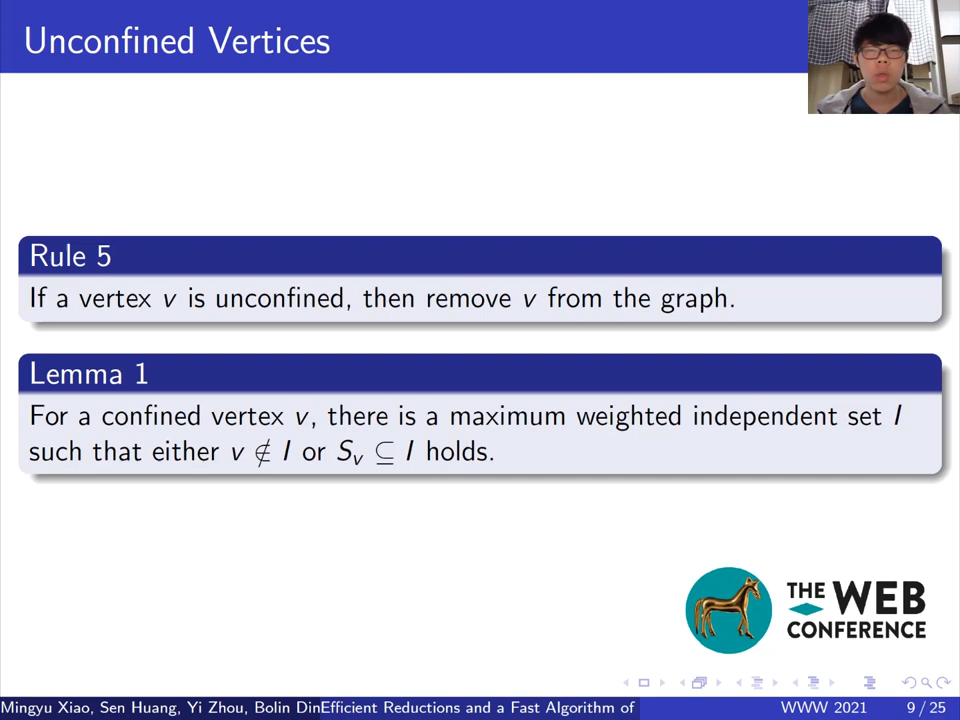 Unconfined Vertices
Rule 5
If a vertex v is unconfined, then remove v from the graph.
Lemma 1
For a confined vertex v, there is a maximum weighted independent set I
such that either v ∉ I or Sᵥ ⊆ I holds.
THE WEB
CONFERENCE
Mingyu Xiao, Sen Huang, Yi Zhou, Bolin DinEfficient Reductions and a Fast Algorithm of
WWW 2021
9 / 25